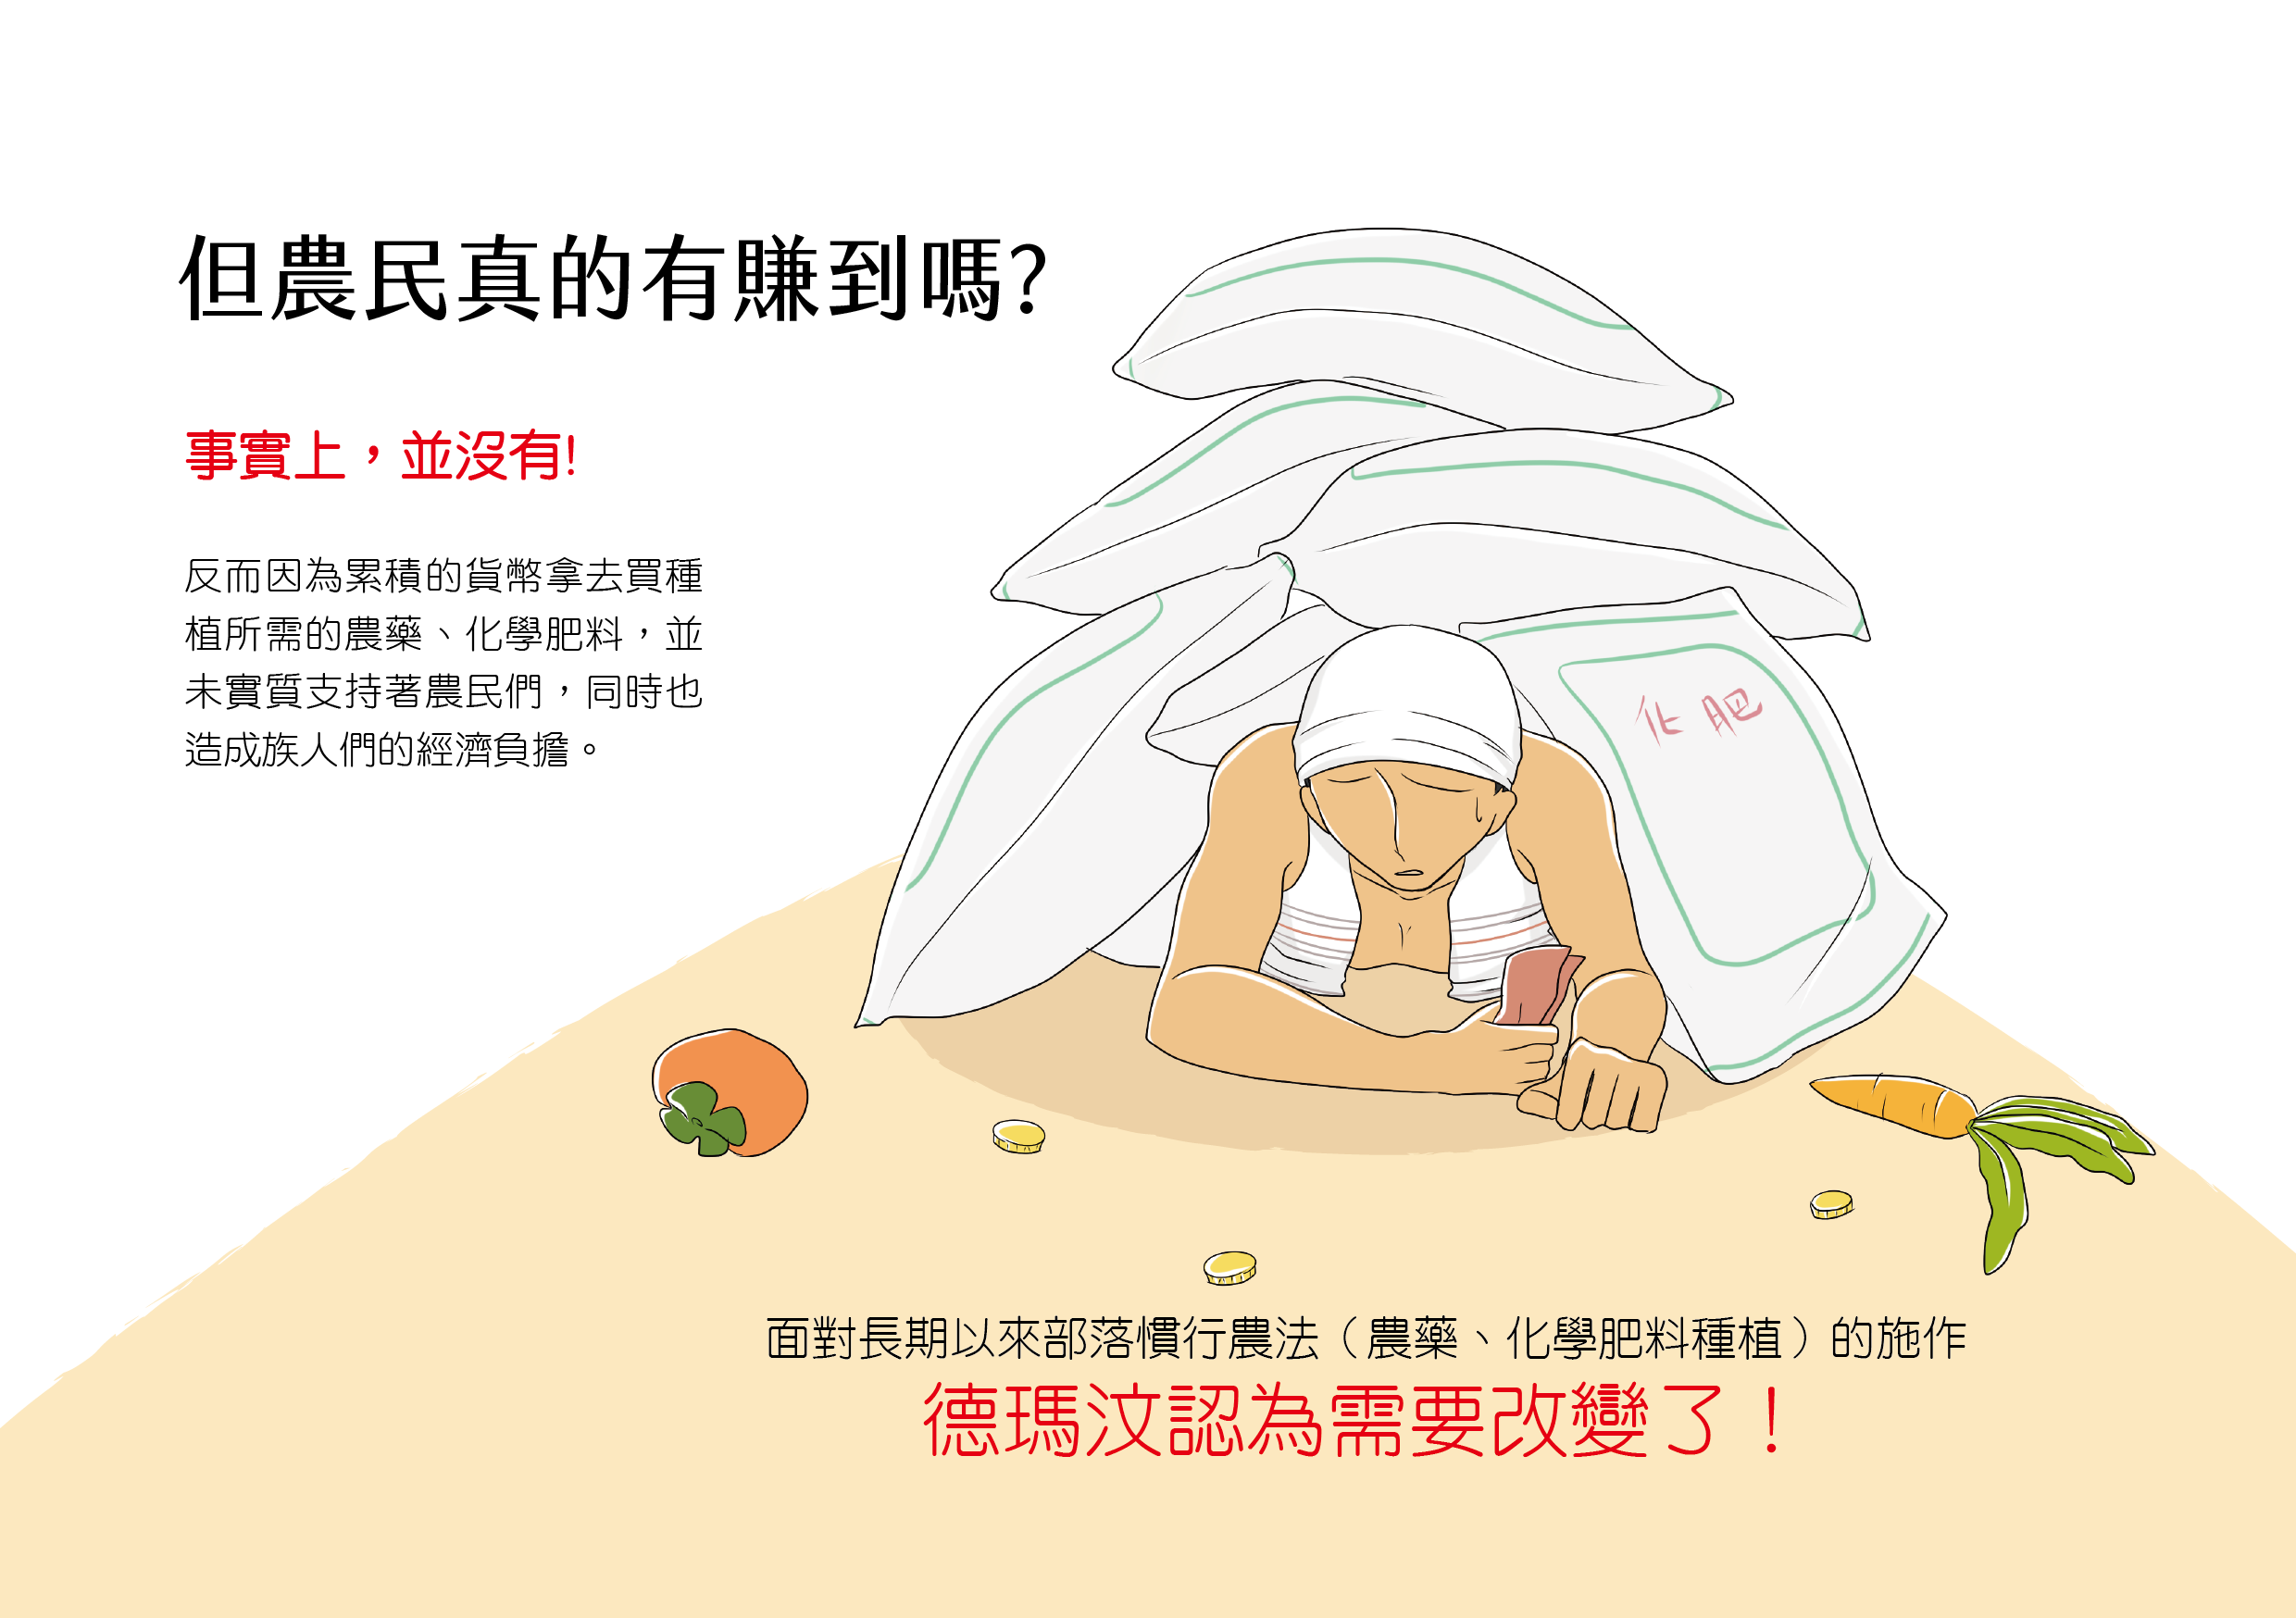 但農民真的有賺到嗎?
事實上，並沒有!
反而因為累積的貨幣拿去買種
植所需的農藥、化學肥料，並
未實質支持著農民們，同時也
造成族人們的經濟負擔。
化肥
面對長期以來部落慣行農法（農藥、化學肥料種植）的施作
德瑪汶認為需要改變了！